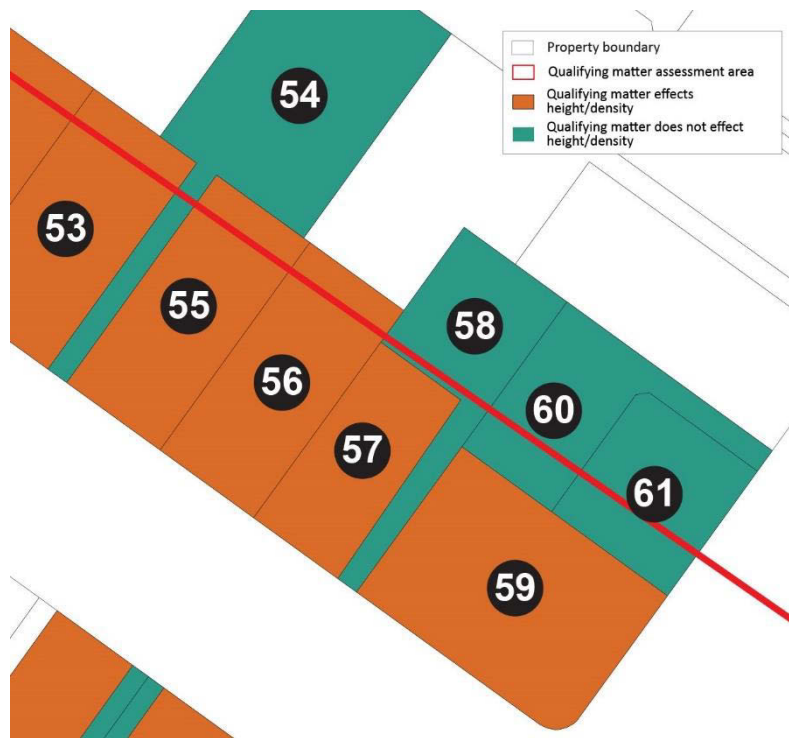 Property boundary
Qualifying matter assessment area
Qualifying matter effects
height/density
Qualifying matter does not effect
height/density
54
53
55
58
56
60
57
61
59